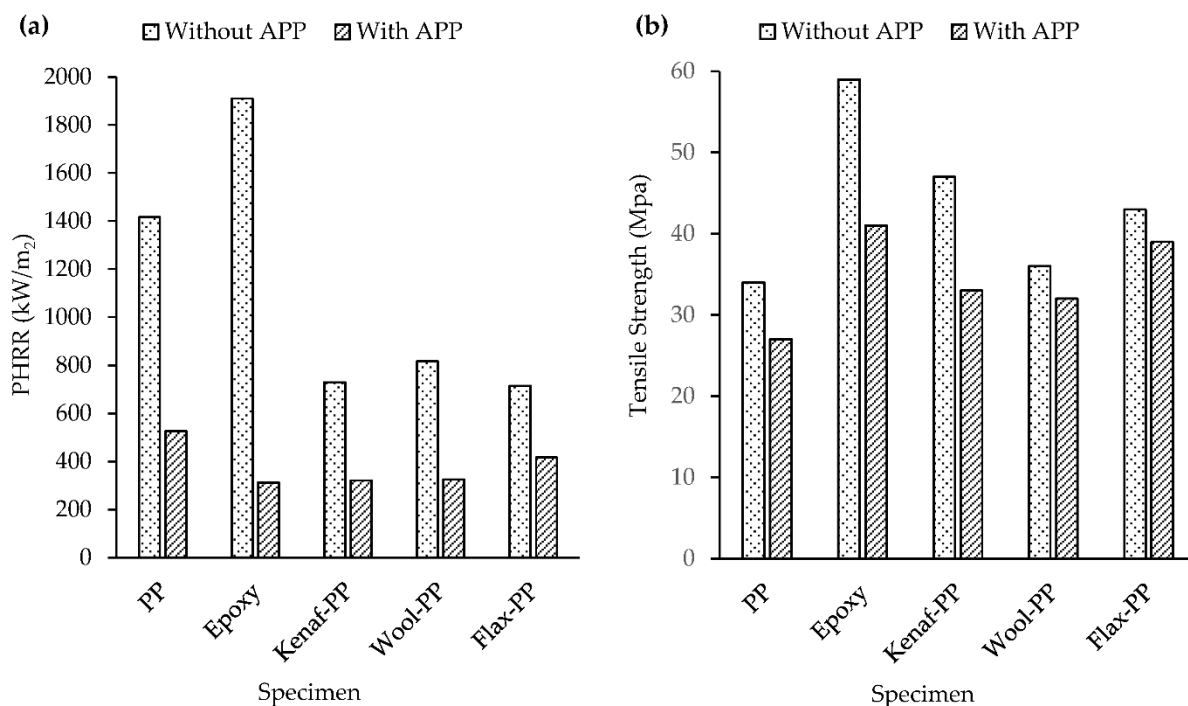 (a)
Without APP
With APP
2000
1800
1600
1400
1200
1000
800
600
400
200
0
PHRR (kW/m₂)
PP
Epoxy
Kenaf-PP
Wool-PP
Flax-PP
Specimen
(b)
Without APP
With APP
60
50
40
30
20
10
0
Tensile Strength (Mpa)
PP
Epoxy
Kenaf-PP
Wool-PP
Flax-PP
Specimen